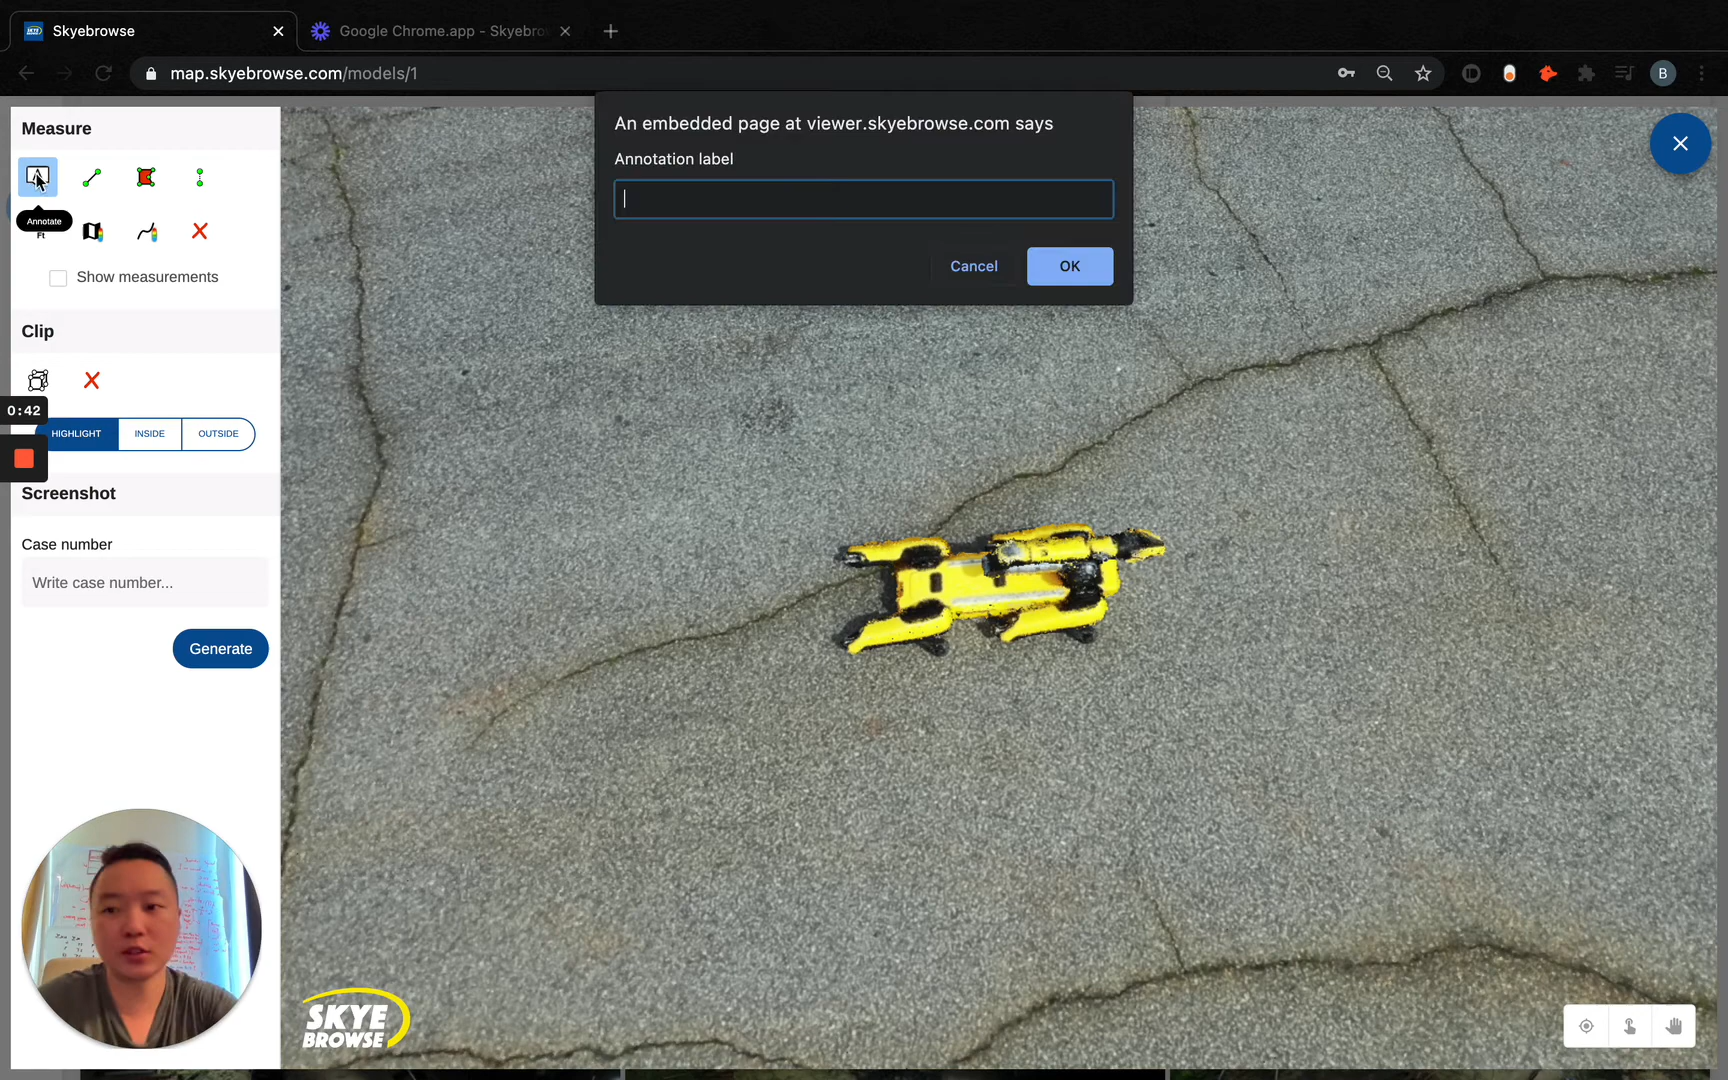 Skyebrowse
Google Chrome.app - Skyebro
map.skyebrowse.com/models/1
B
Measure
An embedded page at viewer.skyebrowse.com says
Annotation label
Cancel
OK
A
Annotate
Ft
Show measurements
Clip
0:42
HIGHLIGHT
INSIDE
OUTSIDE
Screenshot
Case number
Write case number...
Generate
SKYE
BROWSE